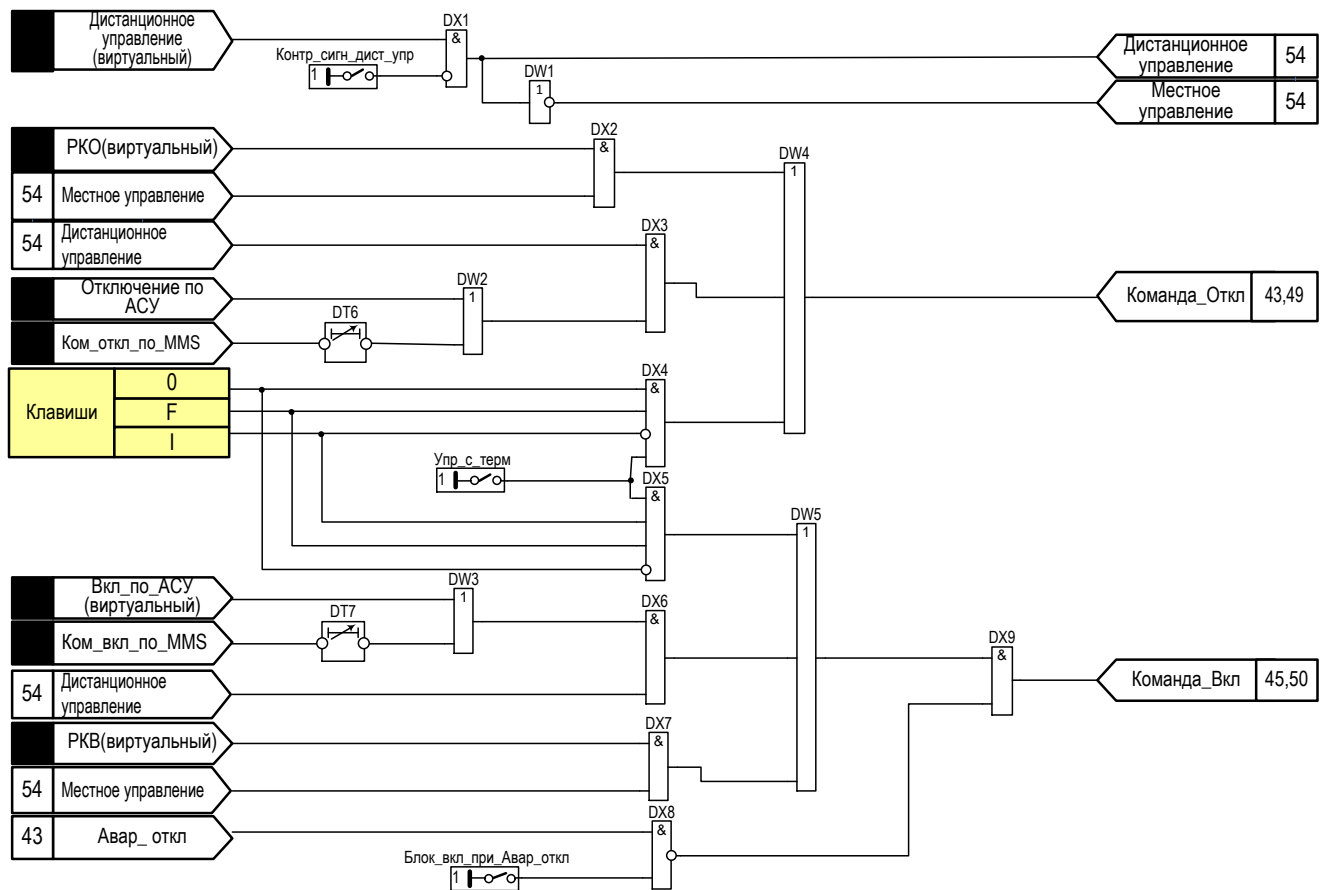 Дистанционное
управление
(виртуальный)
DX1
&
Контр_сигн_дист_упр
1
DW1
1
Дистанционное
управление
54
Местное
управление
54
РКО(виртуальный)
DX2
&
DW4
1
54
Местное управление
54
Дистанционное
управление
DX3
&
Отключение по
АСУ
DW2
1
DT6
Ком_откл_по_MMS
Команда_Откл
43,49
Клавиши
0
F
I
DX4
&
Упр_с_терм
1
DX5
&
DW5
1
Вкл_по_АСУ
(виртуальный)
DW3
1
DT7
Ком_вкл_по_MMS
DX6
&
DX9
&
54
Дистанционное
управление
Команда_Вкл
45,50
РКВ(виртуальный)
DX7
&
54
Местное управление
43
Авар_ откл
DX8
&
Блок_вкл_при_Авар_откл
1